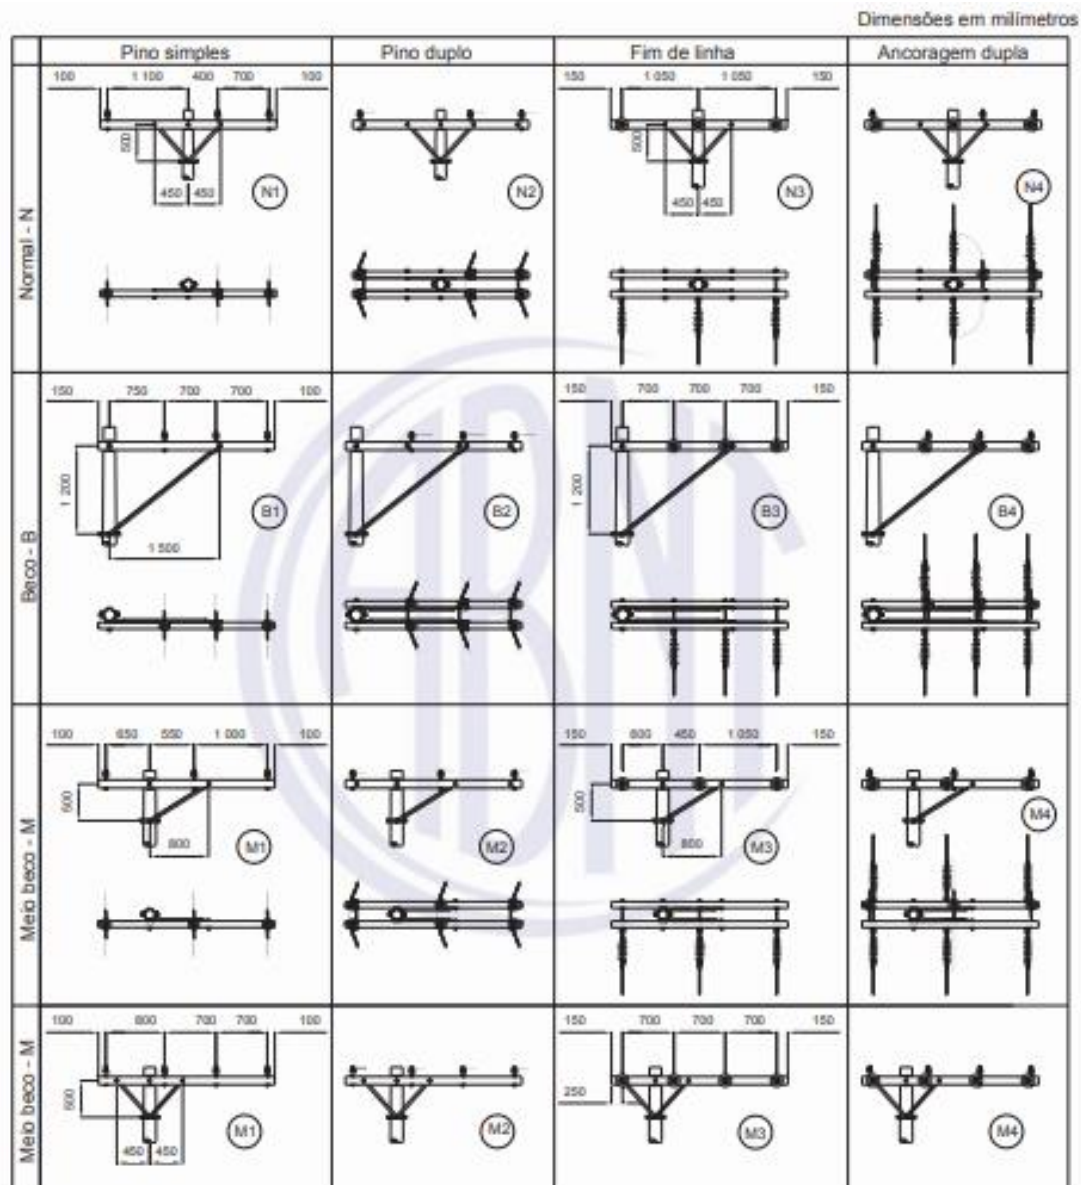 Dimensões em milímetros
Pino simples Pino duplo Fim de linha Ancoragem dupla
Normal - N
100 1 100 400 700 100
500
450 450
N1
N2
150 1 050 1 050 150
500
450 450
N3
N4
Beco - B
150 750 700 700 100
1 200
1 500
B1
B2
150 700 700 700 150
1 200
B3
B4
Meio beco - M
100 650 550 1 000 100
800
M1
M2
150 600 450 1 050 150
500
800
M3
M4
Meio beco - M
100 800 700 700 100
450 450
M1
M2
150 700 700 700 150
250
M3
M4
ABNT